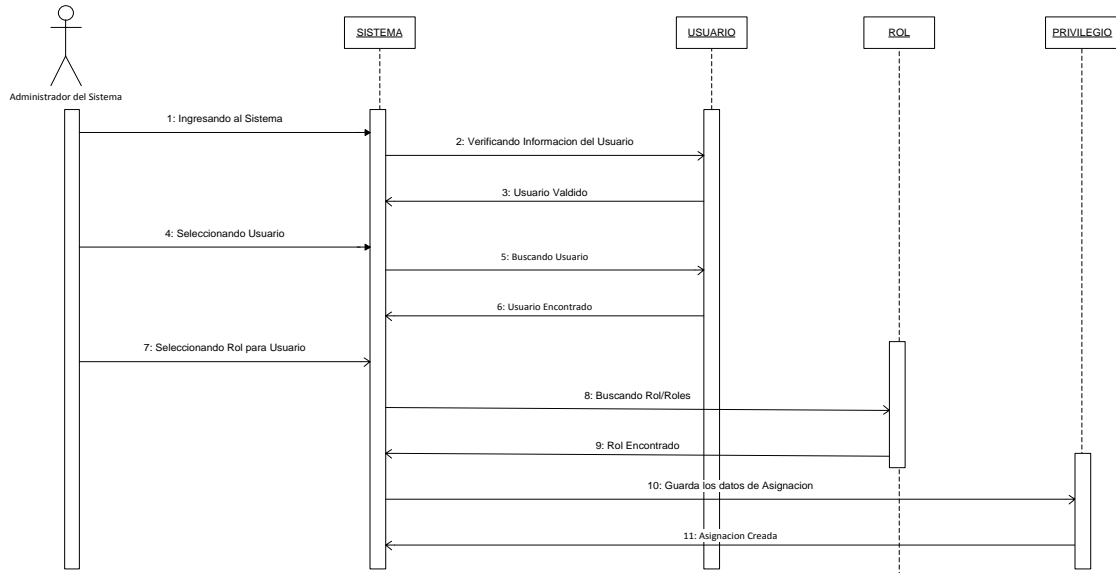 SISTEMA
USUARIO
ROL
PRIVILEGIO
Administrador del Sistema
1: Ingresando al Sistema
2: Verificando Informacion del Usuario
3: Usuario Valdido
4: Seleccionando Usuario
5: Buscando Usuario
6: Usuario Encontrado
7: Seleccionando Rol para Usuario
8: Buscando Rol/Roles
9: Rol Encontrado
10: Guarda los datos de Asignacion
11: Asignacion Creada